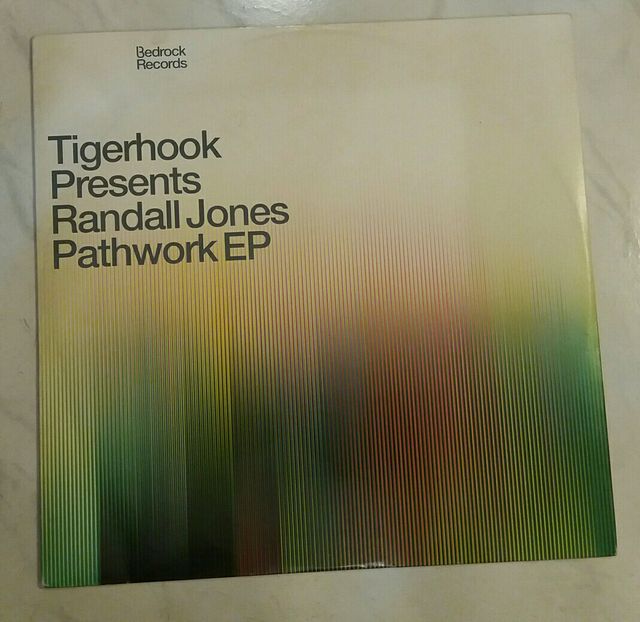 Bedrock
Records
Tigerhook
Presents
Randall Jones
Pathwork EP